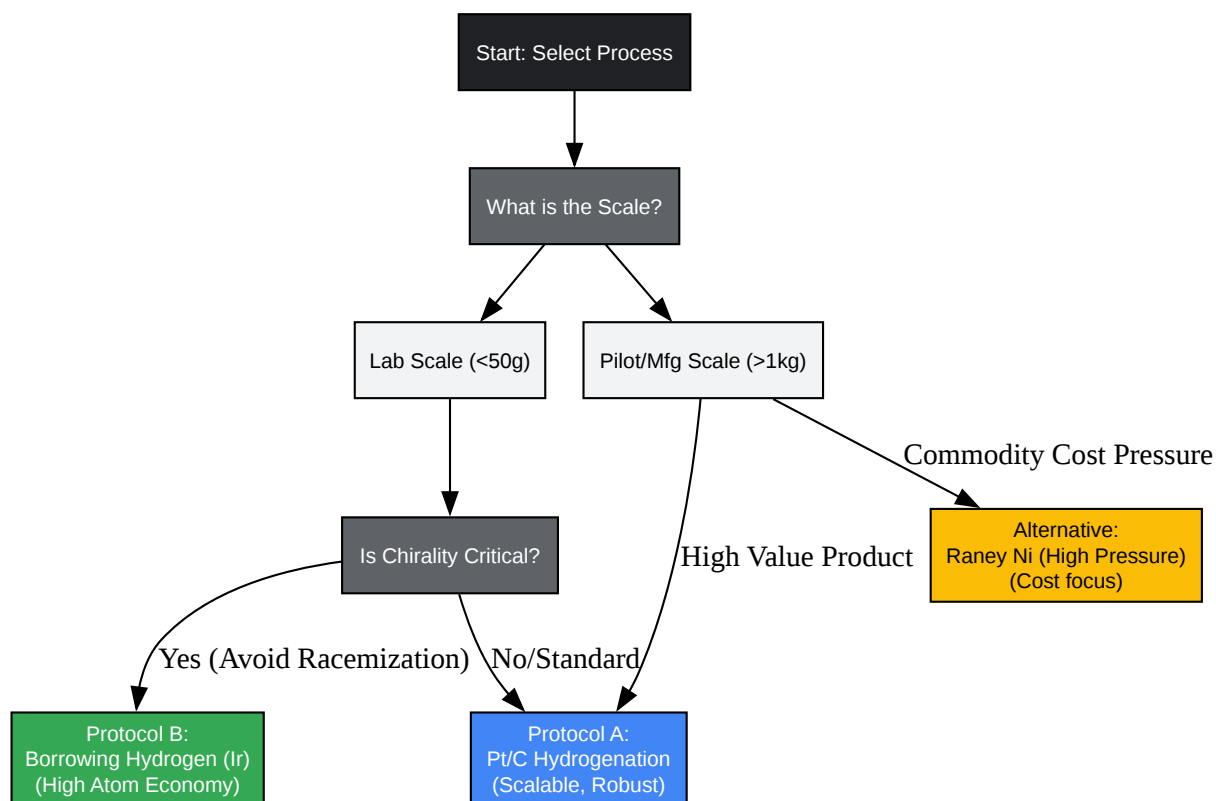 Start: Select Process
What is the Scale?
Lab Scale (<50g)
Pilot/Mfg Scale (>1kg)
Commodity Cost Pressure
Is Chirality Critical?
High Value Product
Alternative:
Raney Ni (High Pressure)
(Cost focus)
Yes (Avoid Racemization)
No/Standard
Protocol B:
Borrowing Hydrogen (Ir)
(High Atom Economy)
Protocol A:
Pt/C Hydrogenation
(Scalable, Robust)